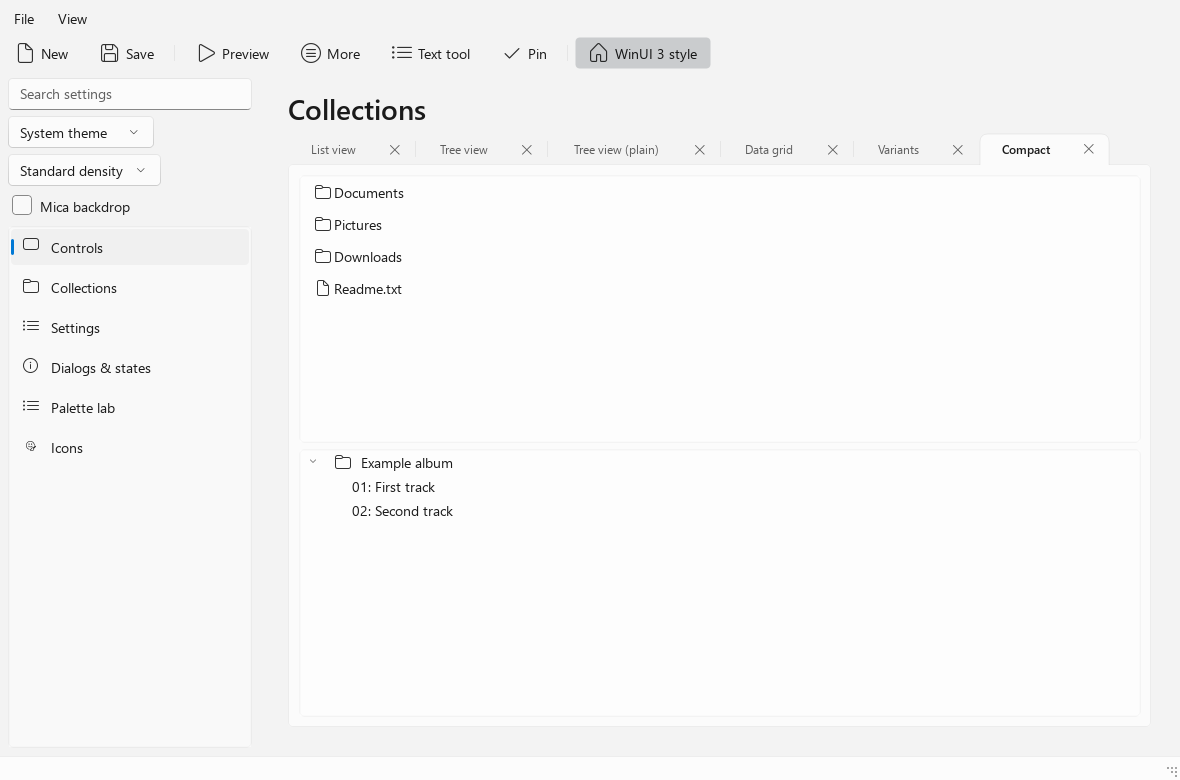 File View
New Save Preview More Text tool Pin WinUI 3 style
Search settings
System theme
Standard density
Mica backdrop
Controls
Collections
Settings
Dialogs & states
Palette lab
Icons
Collections
List view Tree view Tree view (plain) Data grid Variants Compact
Documents
Pictures
Downloads
Readme.txt
Example album
01: First track
02: Second track